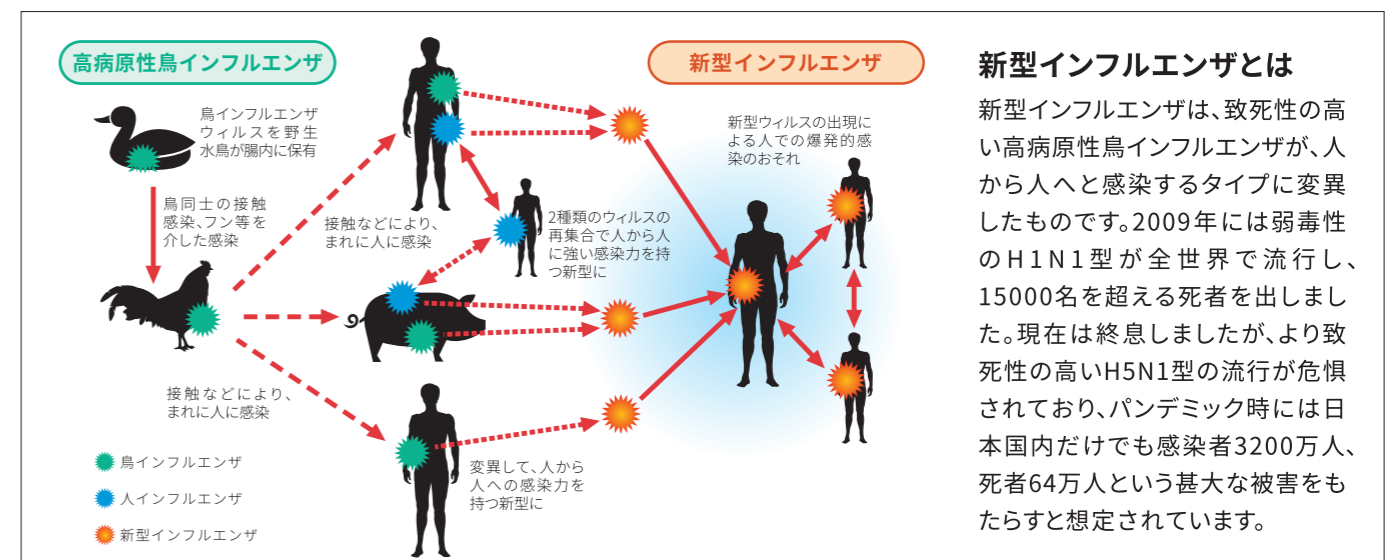 高病原性鳥インフルエンザ
鳥インフルエンザ
ウィルスを野生
水鳥が腸内に保有
鳥同士の接触
感染、フン等を
介した感染
接触などにより、
まれに人に感染
接触などにより、
まれに人に感染
2種類のウィルスの
再集合で人から人
に強い感染力を持
つ新型に
変異して、人から
人への感染力を
持つ新型に
鳥インフルエンザ
人インフルエンザ
新型インフルエンザ
新型インフルエンザ
新型ウィルスの出現に
よる人での爆発的感
染のおそれ
新型インフルエンザとは
新型インフルエンザは、致死性の高
い高病原性鳥インフルエンザが、人
から人へと感染するタイプに変異
したものです。2009年には弱毒性
のH1N1型が全世界で流行し、
15000名を超える死者を出しまし
た。現在は終息しましたが、より致
死性の高いH5N1型の流行が危惧
されており、パンデミック時には日
本国内だけでも感染者3200万人、
死者64万人という甚大な被害をも
たらすと想定されています。